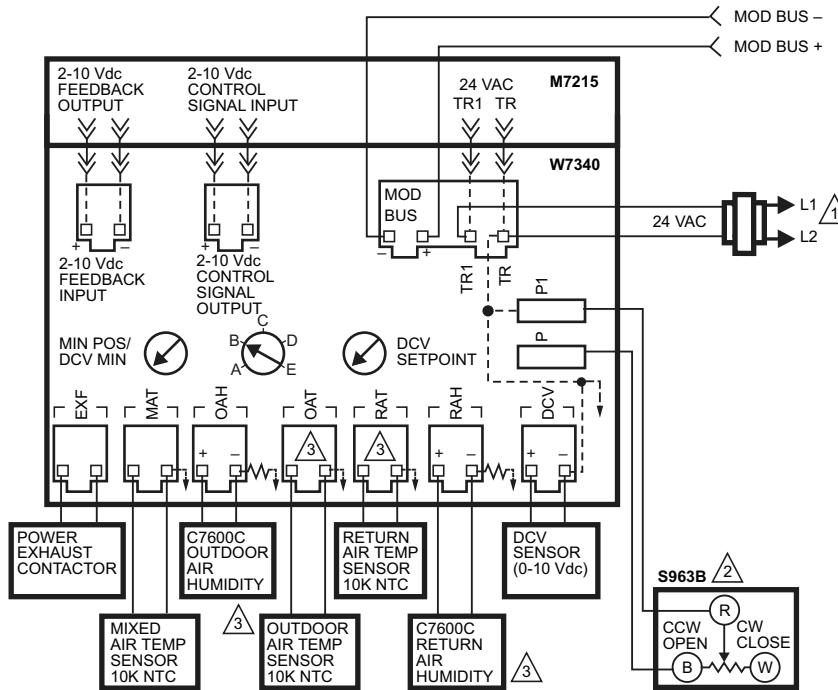 MOD BUS –
MOD BUS +
2-10 Vdc
FEEDBACK
OUTPUT
2-10 Vdc
CONTROL
SIGNAL INPUT
24 VAC
TR1 TR
M7215
W7340
MOD
BUS
– +
TR1
TR
24 VAC
L1
1
L2
+ –
2-10 Vdc
FEEDBACK
INPUT
+ –
2-10 Vdc
CONTROL
SIGNAL
OUTPUT
P1
P
MIN POS/
DCV MIN
A
B
C
D
E
DCV
SETPOINT
EXF
MAT
OAH
+ –
OAT
3
RAT
3
RAH
+ –
DCV
+ –
POWER
EXHAUST
CONTACTOR
C7600C
OUTDOOR
AIR
HUMIDITY
3
RETURN
AIR TEMP
SENSOR
10K NTC
DCV
SENSOR
(0-10 Vdc)
MIXED
AIR TEMP
SENSOR
10K NTC
OUTDOOR
AIR TEMP
SENSOR
10K NTC
C7600C
RETURN
AIR
HUMIDITY
3
S963B
2
R
CCW
OPEN
CW
CLOSE
B
W